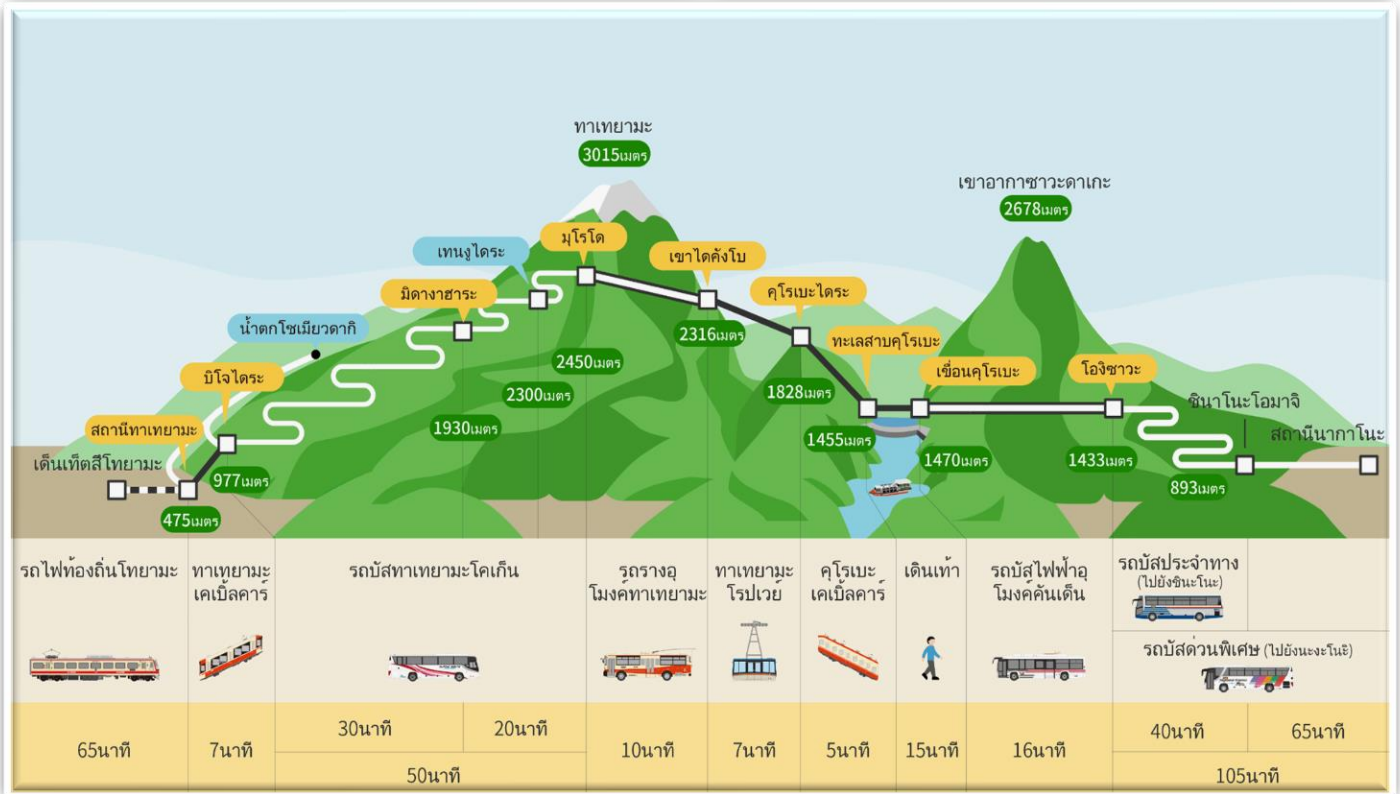 ทาเทยามะ
3015เมตร
เขาอากาซาวะดาเกะ
2678เมตร
มุโรโด
เทนงูไดระ
เขาไดคังโบ
มิดางาฮาระ
คุโรเบะไดระ
น้ำตกโชเมียวดากิ
2316เมตร
ทะเลสาบคุโรเบะ
2450เมตร
เขื่อนคุโรเบะ
โองิซาวะ
บิโจไดระ
2300เมตร
1828เมตร
ชินาโนะโอมาจิ
สถานีทาเทยามะ
1930เมตร
1455เมตร
สถานีนากาโนะ
เด็นเท็ตสึโทยามะ
977เมตร
1470เมตร
1433เมตร
893เมตร
475เมตร
รถไฟท้องถิ่นโทยามะ
ทาเทยามะ
เคเบิ้ลคาร์
รถบัสทาเทยามะโคเก็น
รถรางอุ
โมงค์ทาเทยามะ
ทาเทยามะ
โรปเวย์
คุโรเบะ
เคเบิ้ลคาร์
เดินเท้า
รถบัสไฟฟ้าอุ
โมงค์คันเด็น
รถบัสประจำทาง
(ไปยังชินะโนะ)
รถบัสด่วนพิเศษ (ไปยังนะงะโนะ)
65นาที
7นาที
30นาที
20นาที
50นาที
10นาที
7นาที
5นาที
15นาที
16นาที
40นาที
65นาที
105นาที